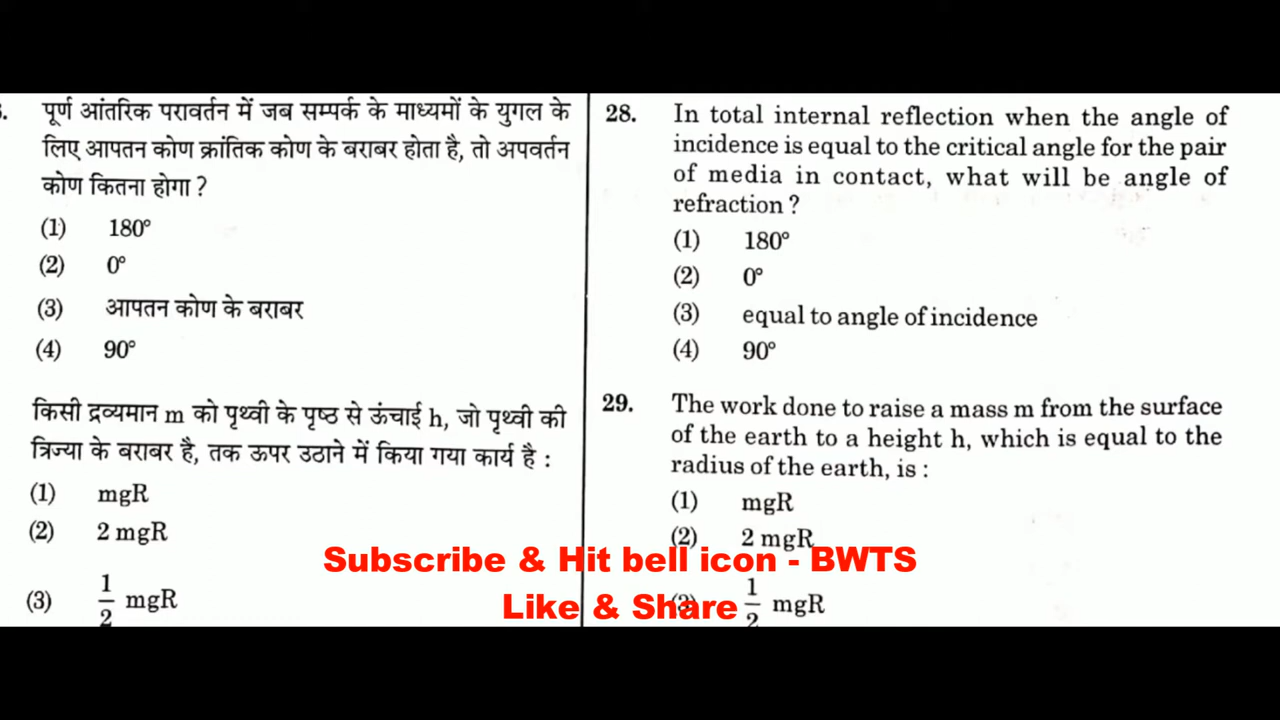 पूर्ण आंतरिक परावर्तन में जब सम्पर्क के माध्यमों के युगल के
लिए आपतन कोण क्रांतिक कोण के बराबर होता है, तो अपवर्तन
कोण कितना होगा ?
(1) 180°
(2) 0°
(3) आपतन कोण के बराबर
(4) 90°
किसी द्रव्यमान m को पृथ्वी के पृष्ठ से ऊंचाई h, जो पृथ्वी की
त्रिज्या के बराबर है, तक ऊपर उठाने में किया गया कार्य है :
(1) mgR
(2) 2 mgR
(3) 1/2 mgR
28. In total internal reflection when the angle of
incidence is equal to the critical angle for the pair
of media in contact, what will be angle of
refraction ?
(1) 180°
(2) 0°
(3) equal to angle of incidence
(4) 90°
29. The work done to raise a mass m from the surface
of the earth to a height h, which is equal to the
radius of the earth, is :
(1) mgR
(2) 2 mgR
(3) 1/2 mgR
Subscribe & Hit bell icon - BWTS
Like & Share